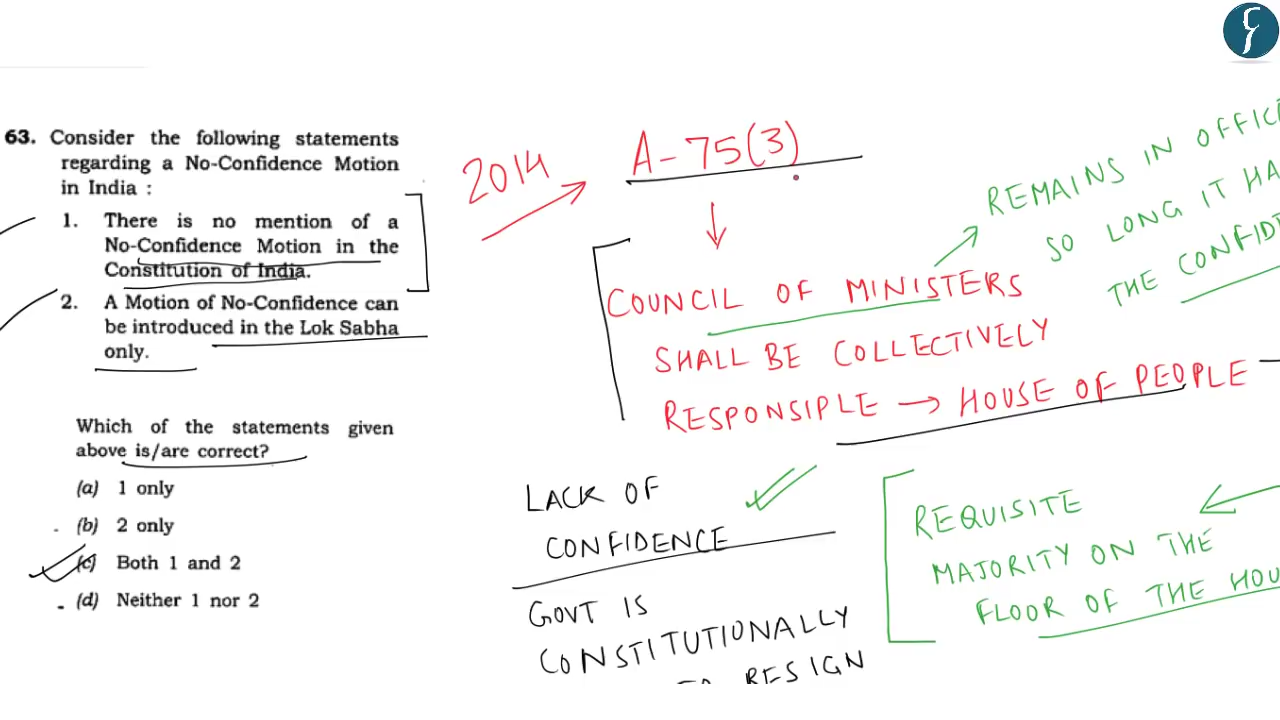 63. Consider the following statements
regarding a No-Confidence Motion
in India :
1. There is no mention of a
No-Confidence Motion in the
Constitution of India.
2. A Motion of No-Confidence can
be introduced in the Lok Sabha
only.
Which of the statements given
above is/are correct?
(a) 1 only
(b) 2 only
(c) Both 1 and 2
(d) Neither 1 nor 2
2014
A-75(3)
COUNCIL OF MINISTERS
SHALL BE COLLECTIVELY
RESPONSIPLE → HOUSE OF PEOPLE
REMAINS IN OFFIC
SO LONG IT HA
THE CONFID
LACK OF
CONFIDENCE
GOVT IS
CONSTITUTIONALLY
RESIGN
REQUISITE
MAJORITY ON THE
FLOOR OF THE HOU